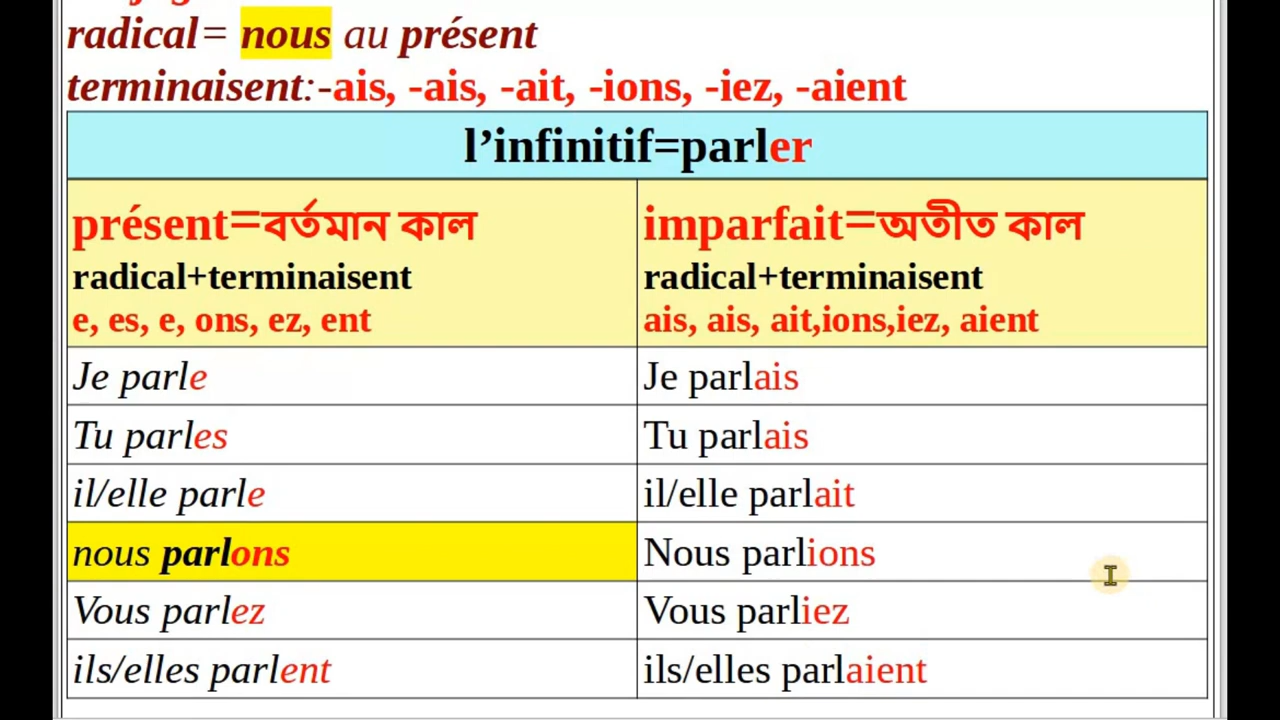 radical= nous au présent
terminaisent:-ais, -ais, -ait, -ions, -iez, -aient
l’infinitif=parler
présent=বর্তমান কাল
radical+terminaisent
e, es, e, ons, ez, ent
imparfait=অতীত কাল
radical+terminaisent
ais, ais, ait,ions,iez, aient
Je parle
Je parlais
Tu parles
Tu parlais
il/elle parle
il/elle parlait
nous parlons
Nous parlions
Vous parlez
Vous parliez
ils/elles parlent
ils/elles parlaient